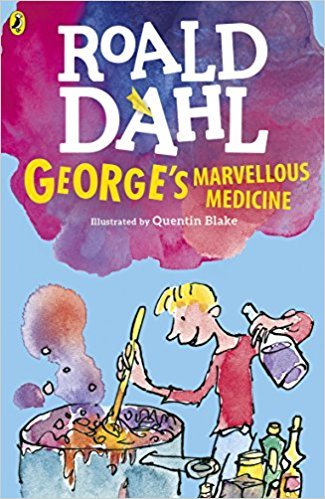 ROALD
DAHL
GEORGE'S MARVELLOUS
MEDICINE
Illustrated by Quentin Blake